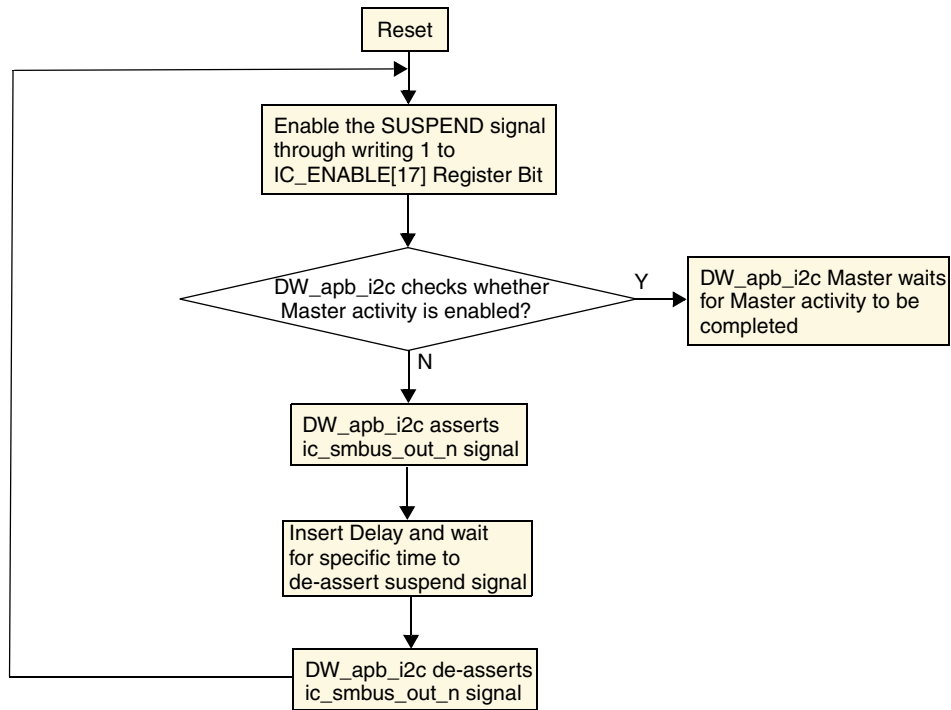 Reset
Enable the SUSPEND signal
through writing 1 to
IC_ENABLE[17] Register Bit
DW_apb_i2c checks whether
Master activity is enabled?
Y
DW_apb_i2c Master waits
for Master activity to be
completed
N
DW_apb_i2c asserts
ic_smbus_out_n signal
Insert Delay and wait
for specific time to
de-assert suspend signal
DW_apb_i2c de-asserts
ic_smbus_out_n signal